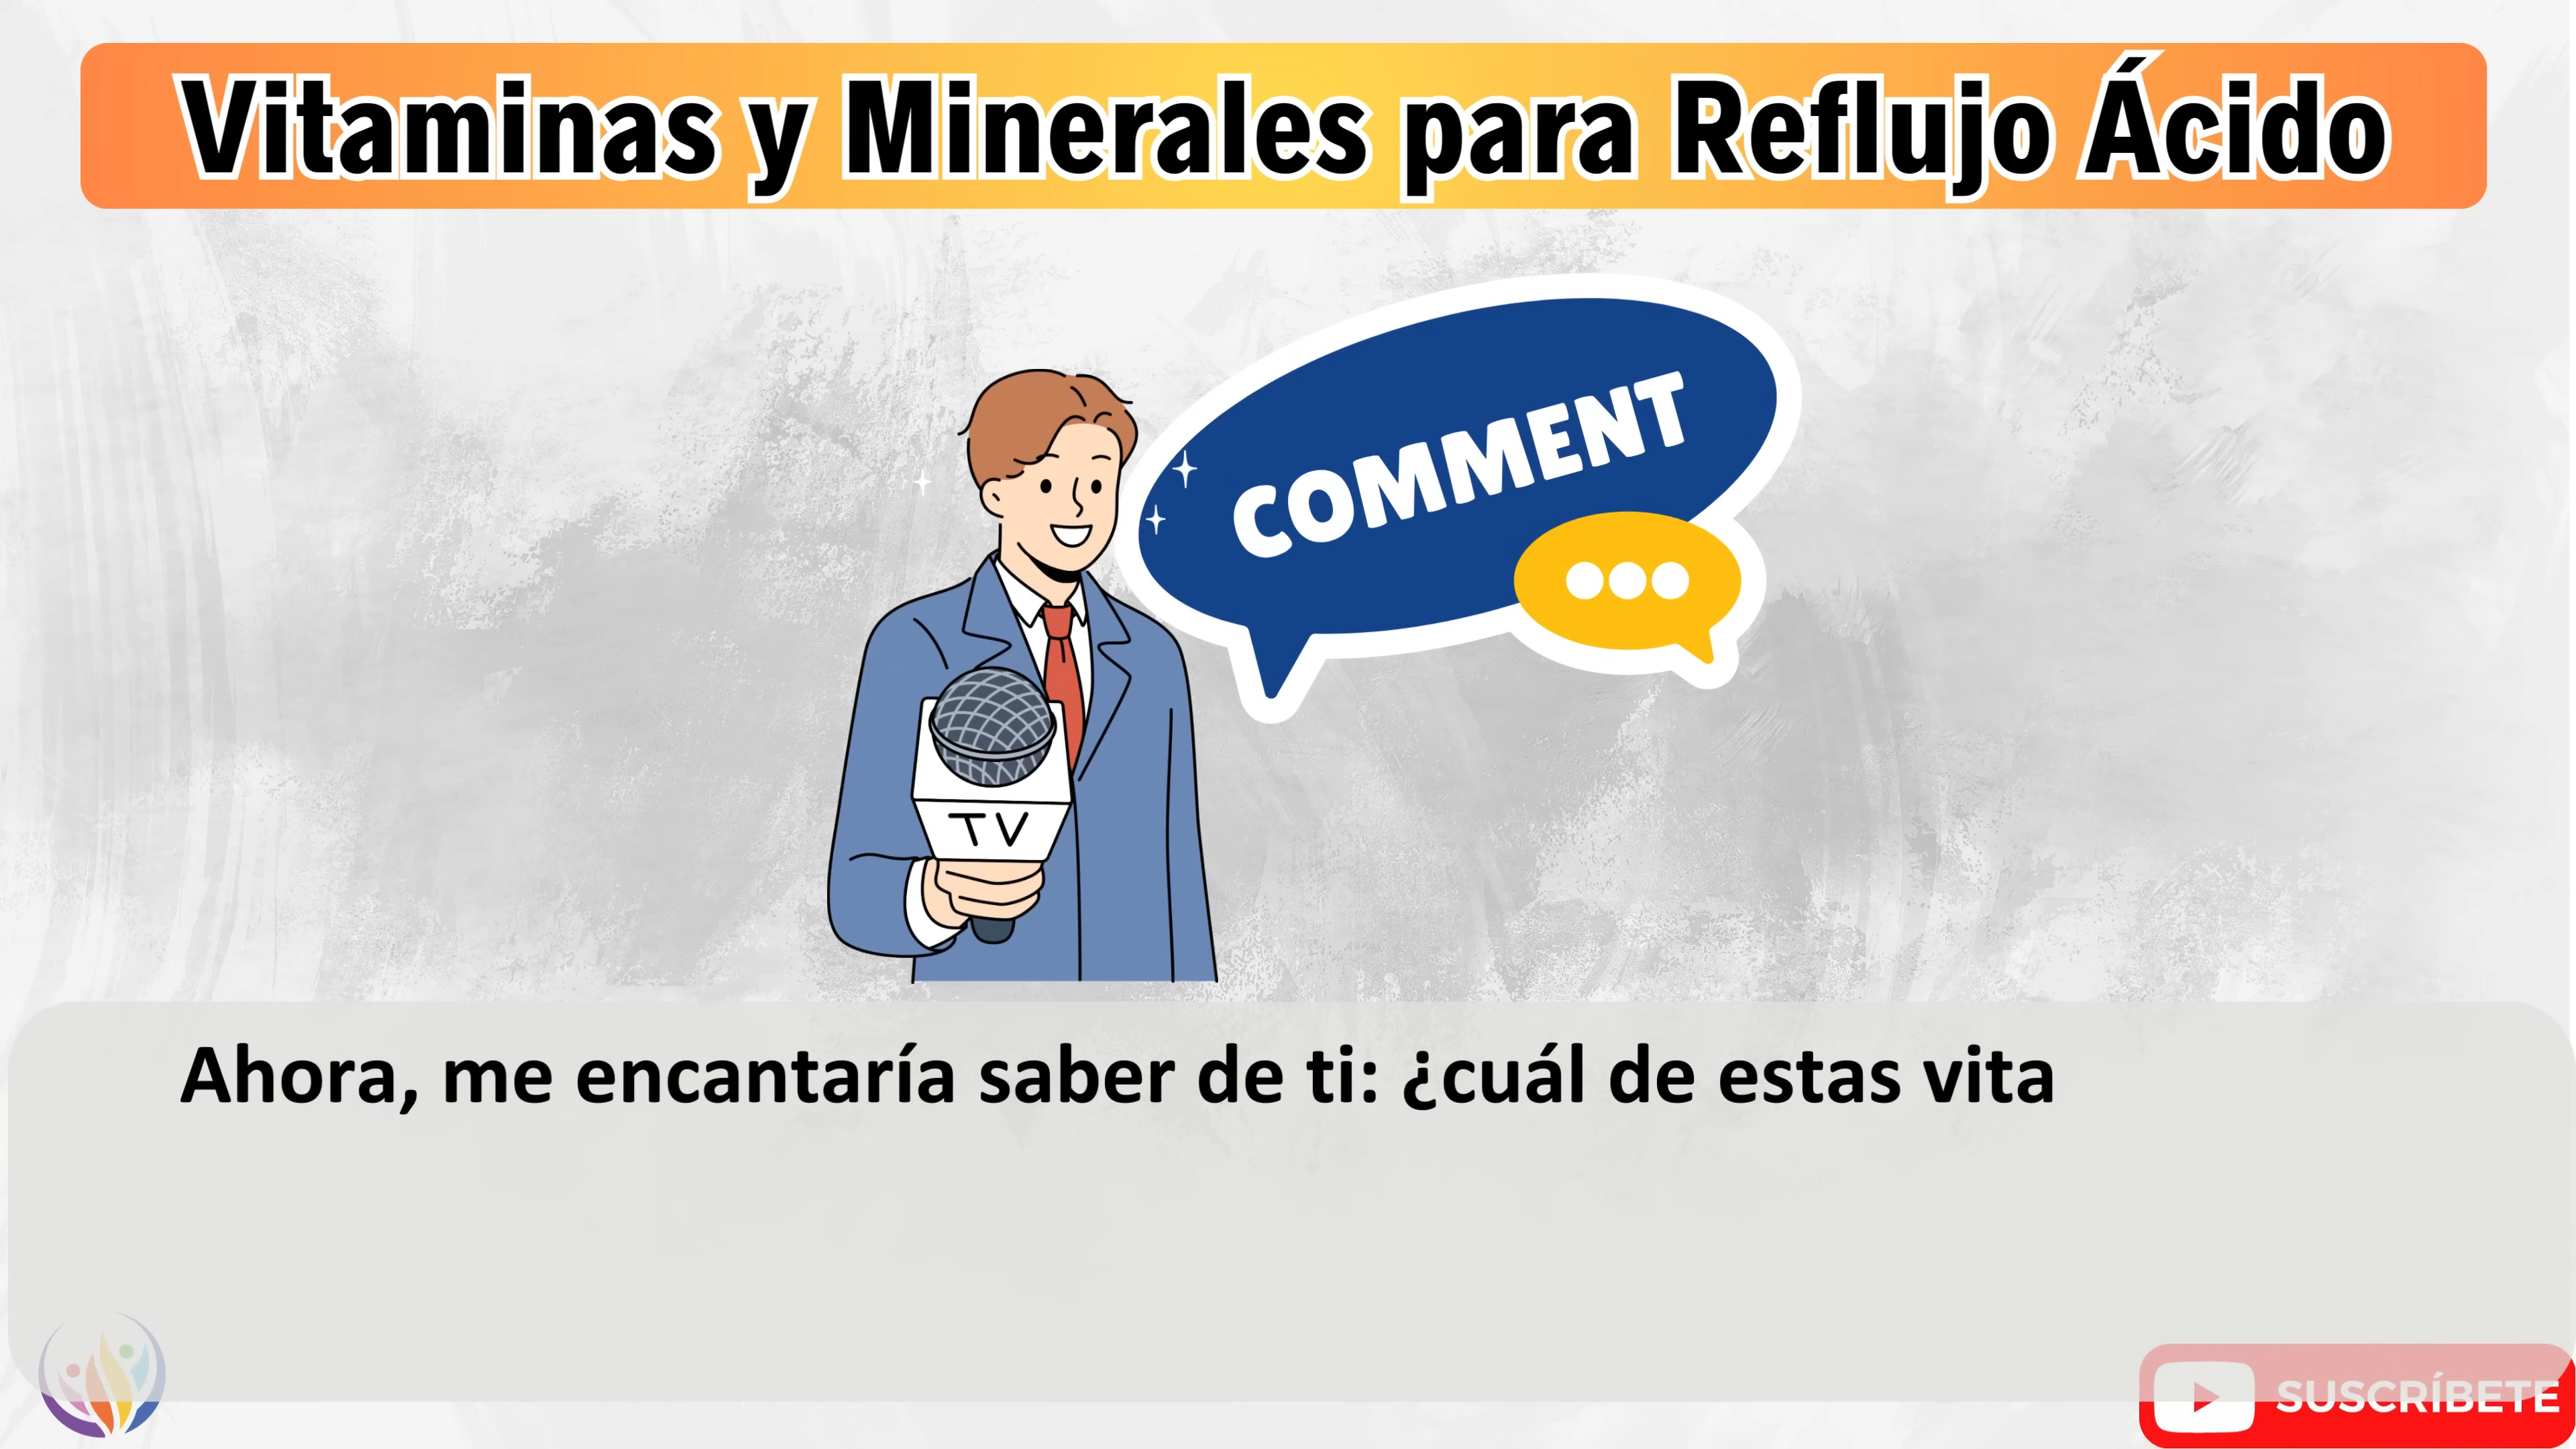 Vitaminas y Minerales para Reflujo Ácido
COMMENT
TV
Ahora, me encantaría saber de ti: ¿cuál de estas vita
SUSCRÍBETE